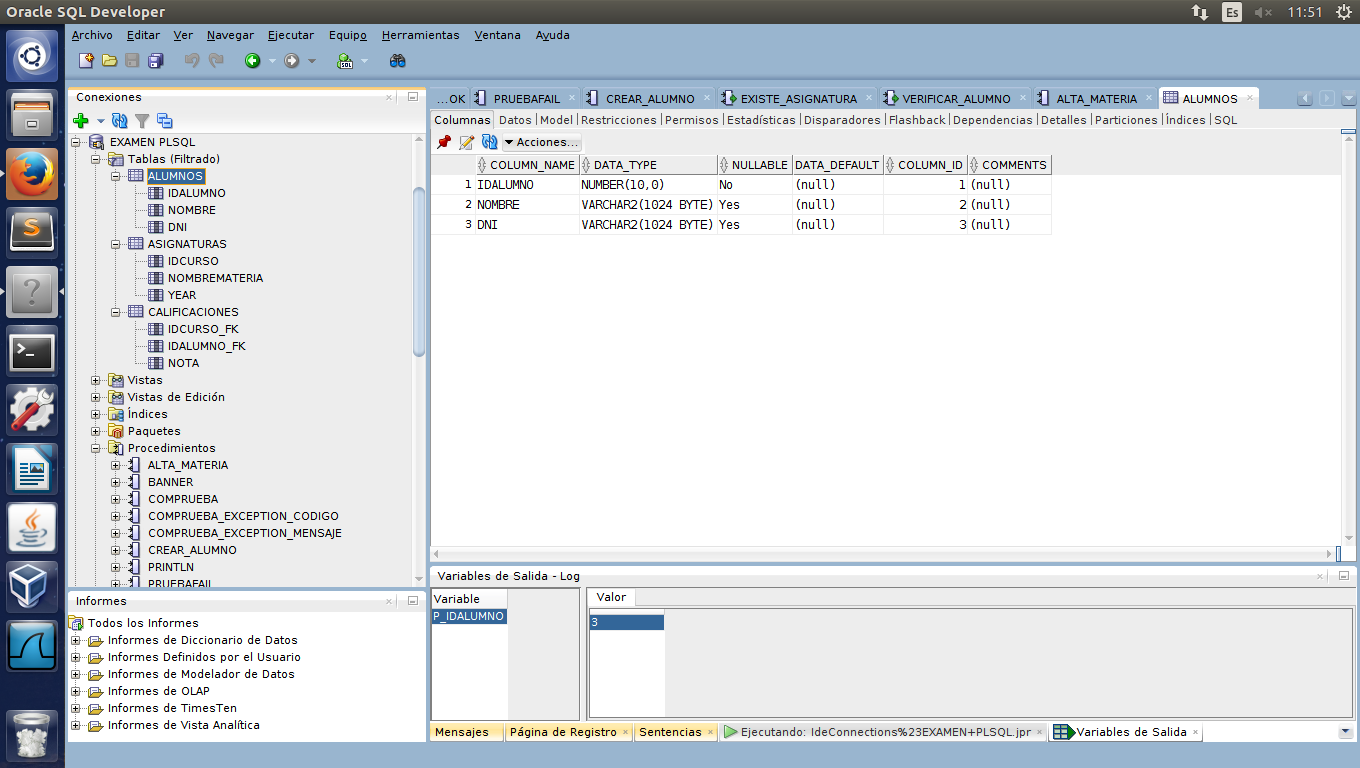 Oracle SQL Developer Es 11:51
Archivo Editar Ver Navegar Ejecutar Equipo Herramientas Ventana Ayuda
Conexiones
EXAMEN PLSQL
Tablas (Filtrado)
ALUMNOS
IDALUMNO
NOMBRE
DNI
ASIGNATURAS
IDCURSO
NOMBREMATERIA
YEAR
CALIFICACIONES
IDCURSO_FK
IDALUMNO_FK
NOTA
Vistas
Vistas de Edición
Índices
Paquetes
Procedimientos
ALTA_MATERIA
BANNER
COMPRUEBA
COMPRUEBA_EXCEPTION_CODIGO
COMPRUEBA_EXCEPTION_MENSAJE
CREAR_ALUMNO
PRINTLN
PRUEBAFAIL
Informes
Todos los Informes
Informes de Diccionario de Datos
Informes Definidos por el Usuario
Informes de Modelador de Datos
Informes de OLAP
Informes de TimesTen
Informes de Vista Analítica
...OK PRUEBAFAIL CREAR_ALUMNO EXISTE_ASIGNATURA VERIFICAR_ALUMNO ALTA_MATERIA ALUMNOS
Columnas Datos Model Restricciones Permisos Estadísticas Disparadores Flashback Dependencias Detalles Particiones Índices SQL
Acciones...
COLUMN_NAME DATA_TYPE NULLABLE DATA_DEFAULT COLUMN_ID COMMENTS
1 IDALUMNO NUMBER(10,0) No (null) 1 (null)
2 NOMBRE VARCHAR2(1024 BYTE) Yes (null) 2 (null)
3 DNI VARCHAR2(1024 BYTE) Yes (null) 3 (null)
Variables de Salida - Log
Variable Valor
P_IDALUMNO 3
Mensajes Página de Registro Sentencias Ejecutando: IdeConnections%23EXAMEN+PLSQL.jpr Variables de Salida